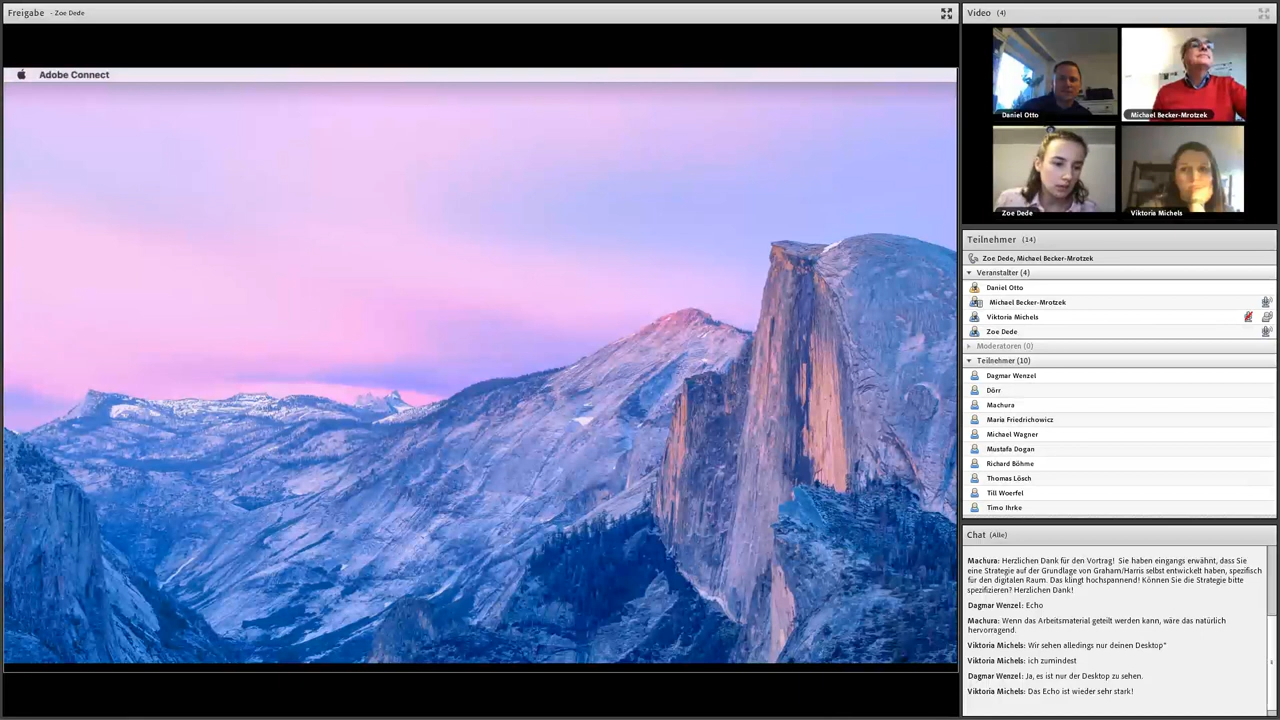 Freigabe - Zoe Dede
Adobe Connect
Video (4)
Daniel Otto
Michael Becker-Mrotzek
Zoe Dede
Viktoria Michels
Teilnehmer (14)
Zoe Dede, Michael Becker-Mrotzek
Veranstalter (4)
Daniel Otto
Michael Becker-Mrotzek
Viktoria Michels
Zoe Dede
Moderatoren (0)
Teilnehmer (10)
Dagmar Wenzel
Dörr
Machura
Maria Friedrichowicz
Michael Wagner
Mustafa Dogan
Richard Böhme
Thomas Lösch
Till Woerfel
Timo Ihrke
Chat (Alle)
Machura: Herzlichen Dank für den Vortrag! Sie haben eingangs erwähnt, dass Sie
eine Strategie auf der Grundlage von Graham/Harris selbst entwickelt haben, spezifisch
für den digitalen Raum. Das klingt hochspannend! Können Sie die Strategie bitte
spezifizieren? Herzlichen Dank!
Dagmar Wenzel: Echo
Machura: Wenn das Arbeitsmaterial geteilt werden kann, wäre das natürlich
hervorragend.
Viktoria Michels: Wir sehen alledings nur deinen Desktop"
Viktoria Michels: ich zumindest
Dagmar Wenzel: Ja, es ist nur der Desktop zu sehen.
Viktoria Michels: Das Echo ist wieder sehr stark!